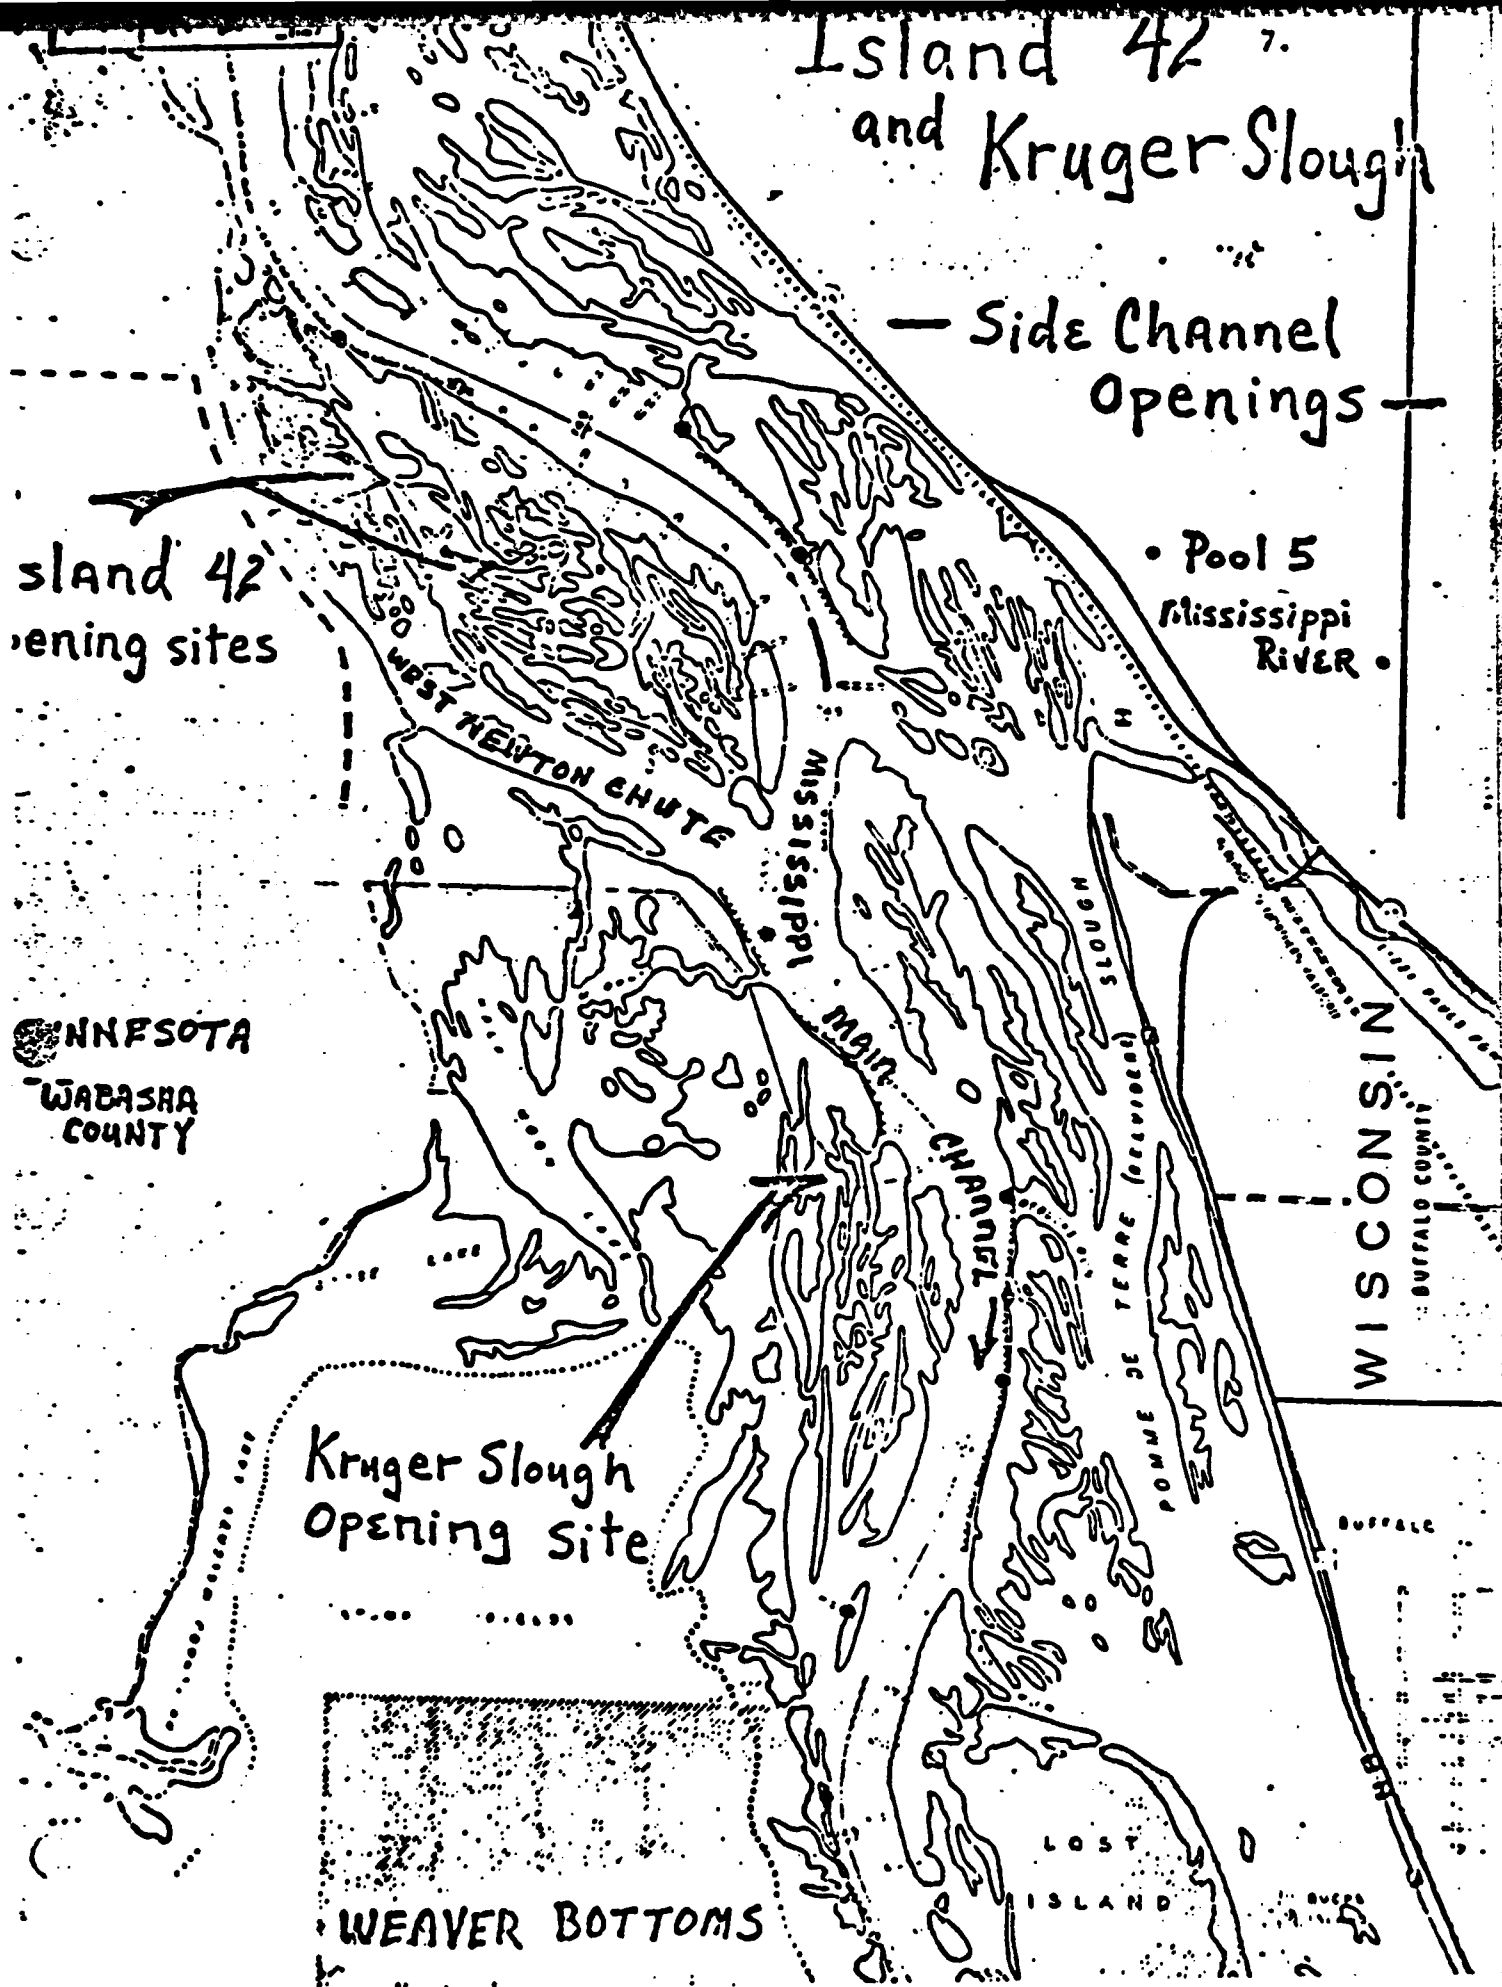 Island 42 7.
and Kruger Slough
— Side Channel
Openings —
• Pool 5
Mississippi
River •
sland 42
ening sites
WEST NEWTON CHUTE
MISSISSIPPI
MAIN
CHANNEL
SLOUGH
POMME DE TERRE (BELVIDERE)
NNESOTA
WABASHA
COUNTY
WISCONSIN
BUFFALO COUNTY
LAKE
Kruger Slough
Opening Site
BUFFALO
WEAVER BOTTOMS
LOST
ISLAND